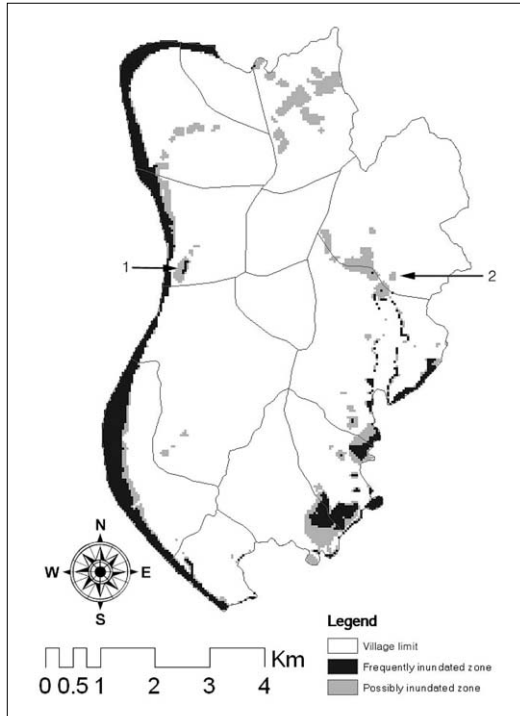 1
2
N
W E
S
Legend
Village limit
Frequently inundated zone
Possibly inundated zone
Km
0 0.5 1 2 3 4